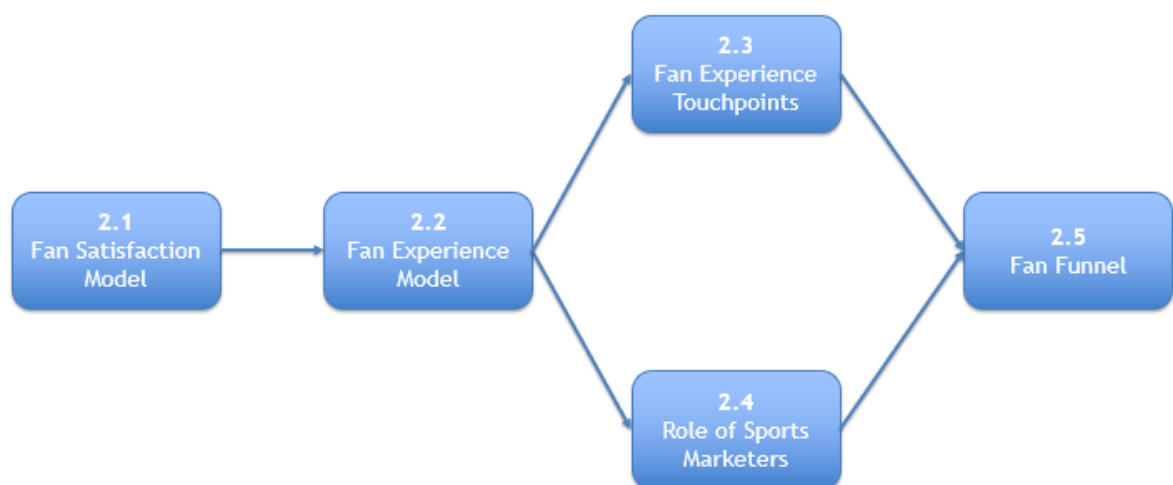 2.3
Fan Experience
Touchpoints
2.1
Fan Satisfaction
Model
2.2
Fan Experience
Model
2.5
Fan Funnel
2.4
Role of Sports
Marketers